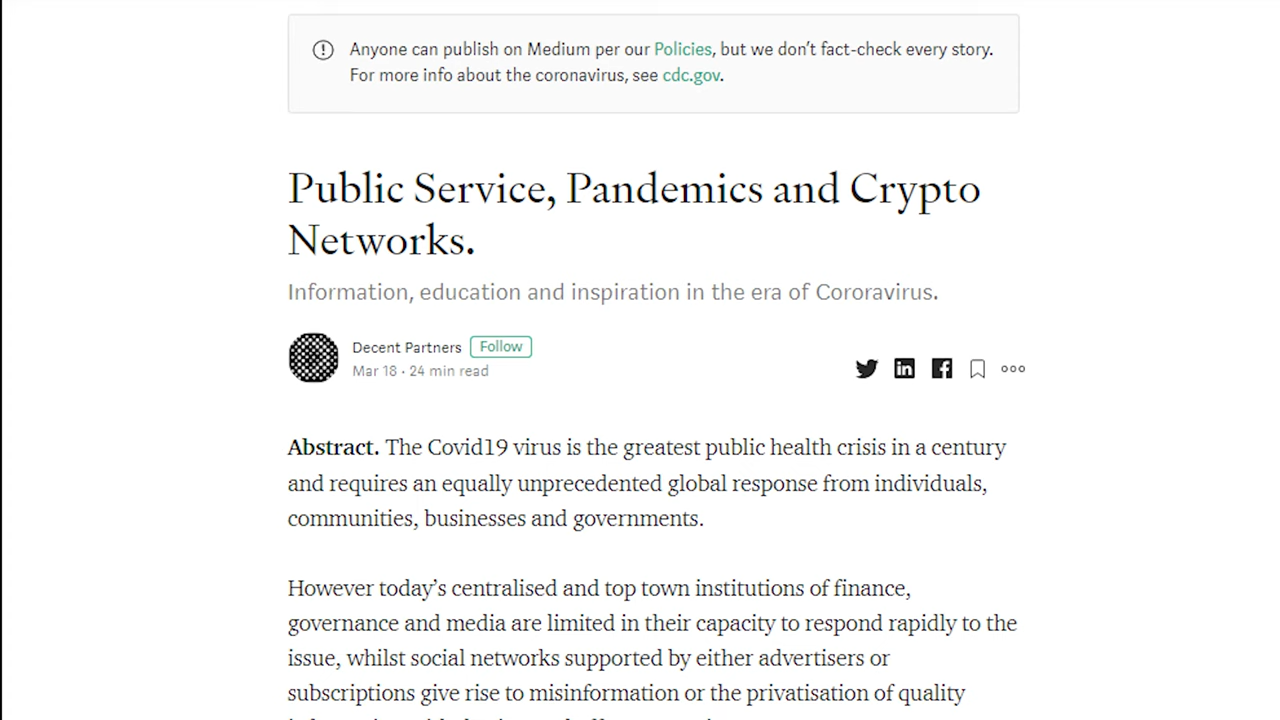 Anyone can publish on Medium per our Policies, but we don't fact-check every story.
For more info about the coronavirus, see cdc.gov.
Public Service, Pandemics and Crypto
Networks.
Information, education and inspiration in the era of Cororavirus.
Decent Partners Follow
Mar 18 · 24 min read
Abstract. The Covid19 virus is the greatest public health crisis in a century
and requires an equally unprecedented global response from individuals,
communities, businesses and governments.
However today's centralised and top town institutions of finance,
governance and media are limited in their capacity to respond rapidly to the
issue, whilst social networks supported by either advertisers or
subscriptions give rise to misinformation or the privatisation of quality